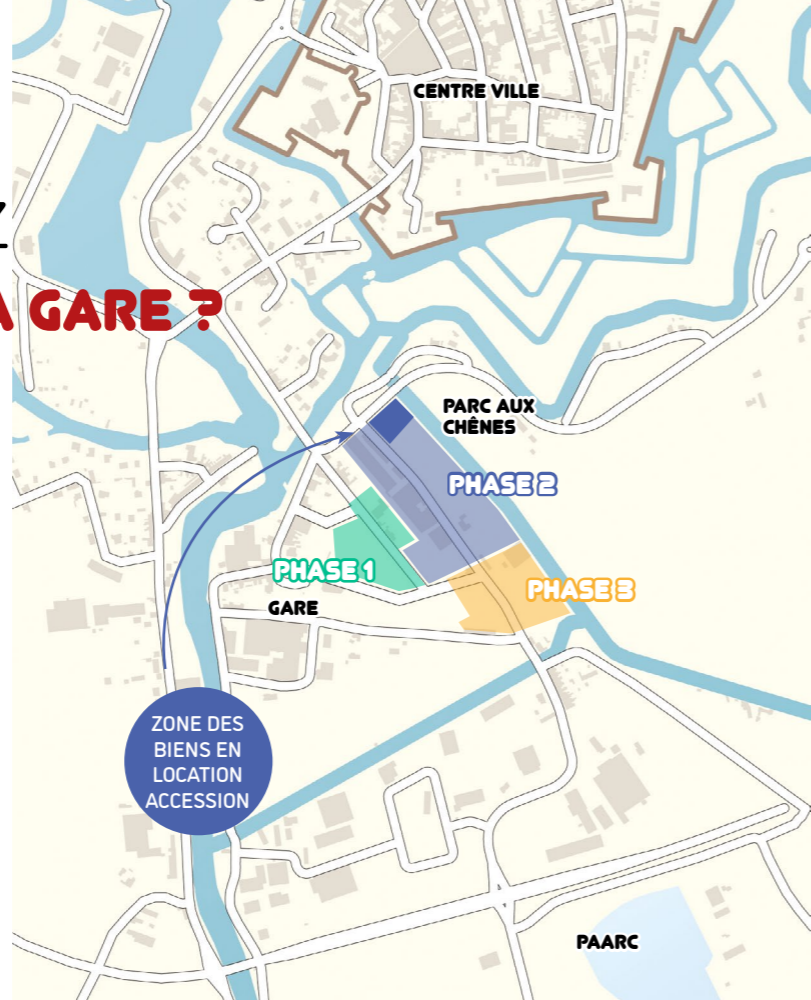 CENTRE VILLE
Z
A GARE ?
PARC AUX
CHÊNES
PHASE 2
PHASE 1
PHASE 3
GARE
ZONE DES
BIENS EN
LOCATION
ACCESSION
PAARC